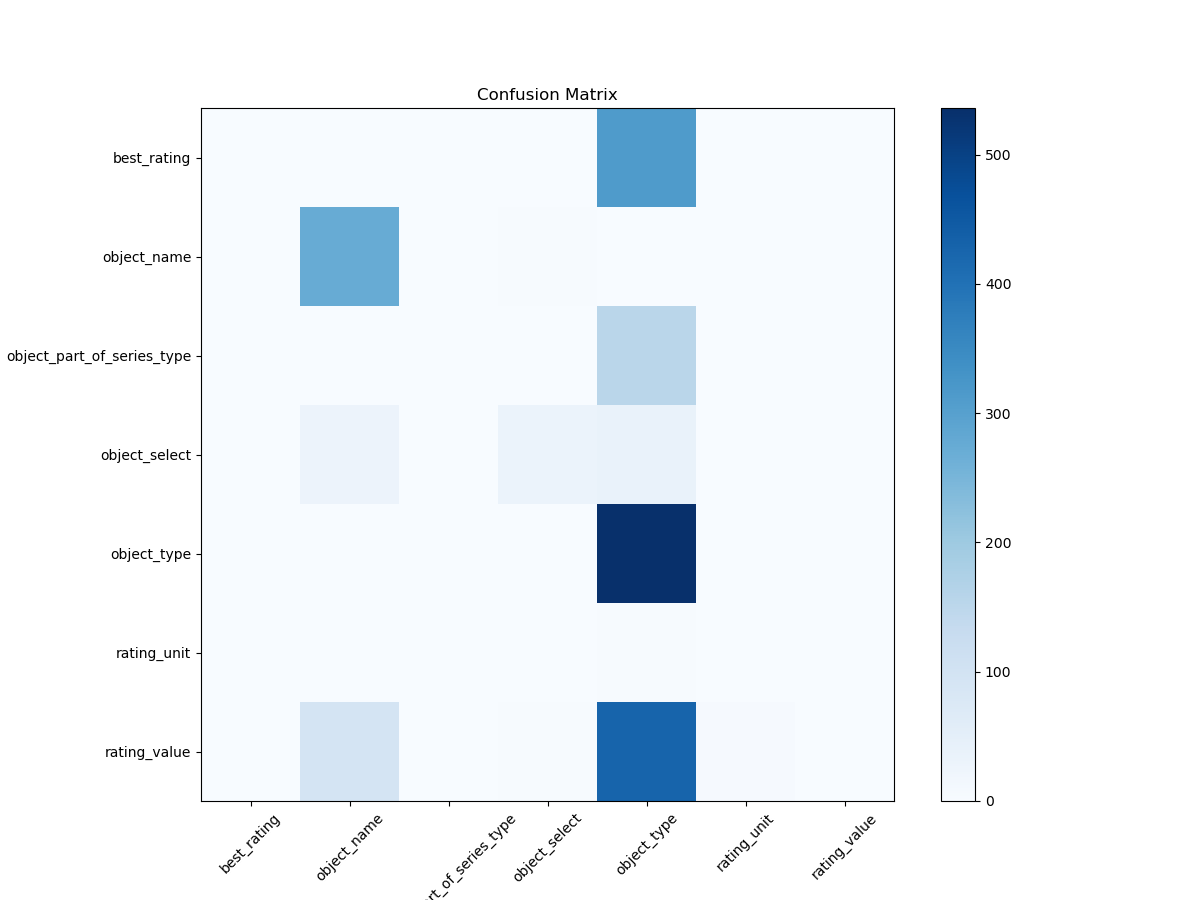 Confusion Matrix
best_rating
object_name
object_part_of_series_type
object_select
object_type
rating_unit
rating_value
best_rating
object_name
rt_of_series_type
object_select
object_type
rating_unit
rating_value
500
400
300
200
100
0